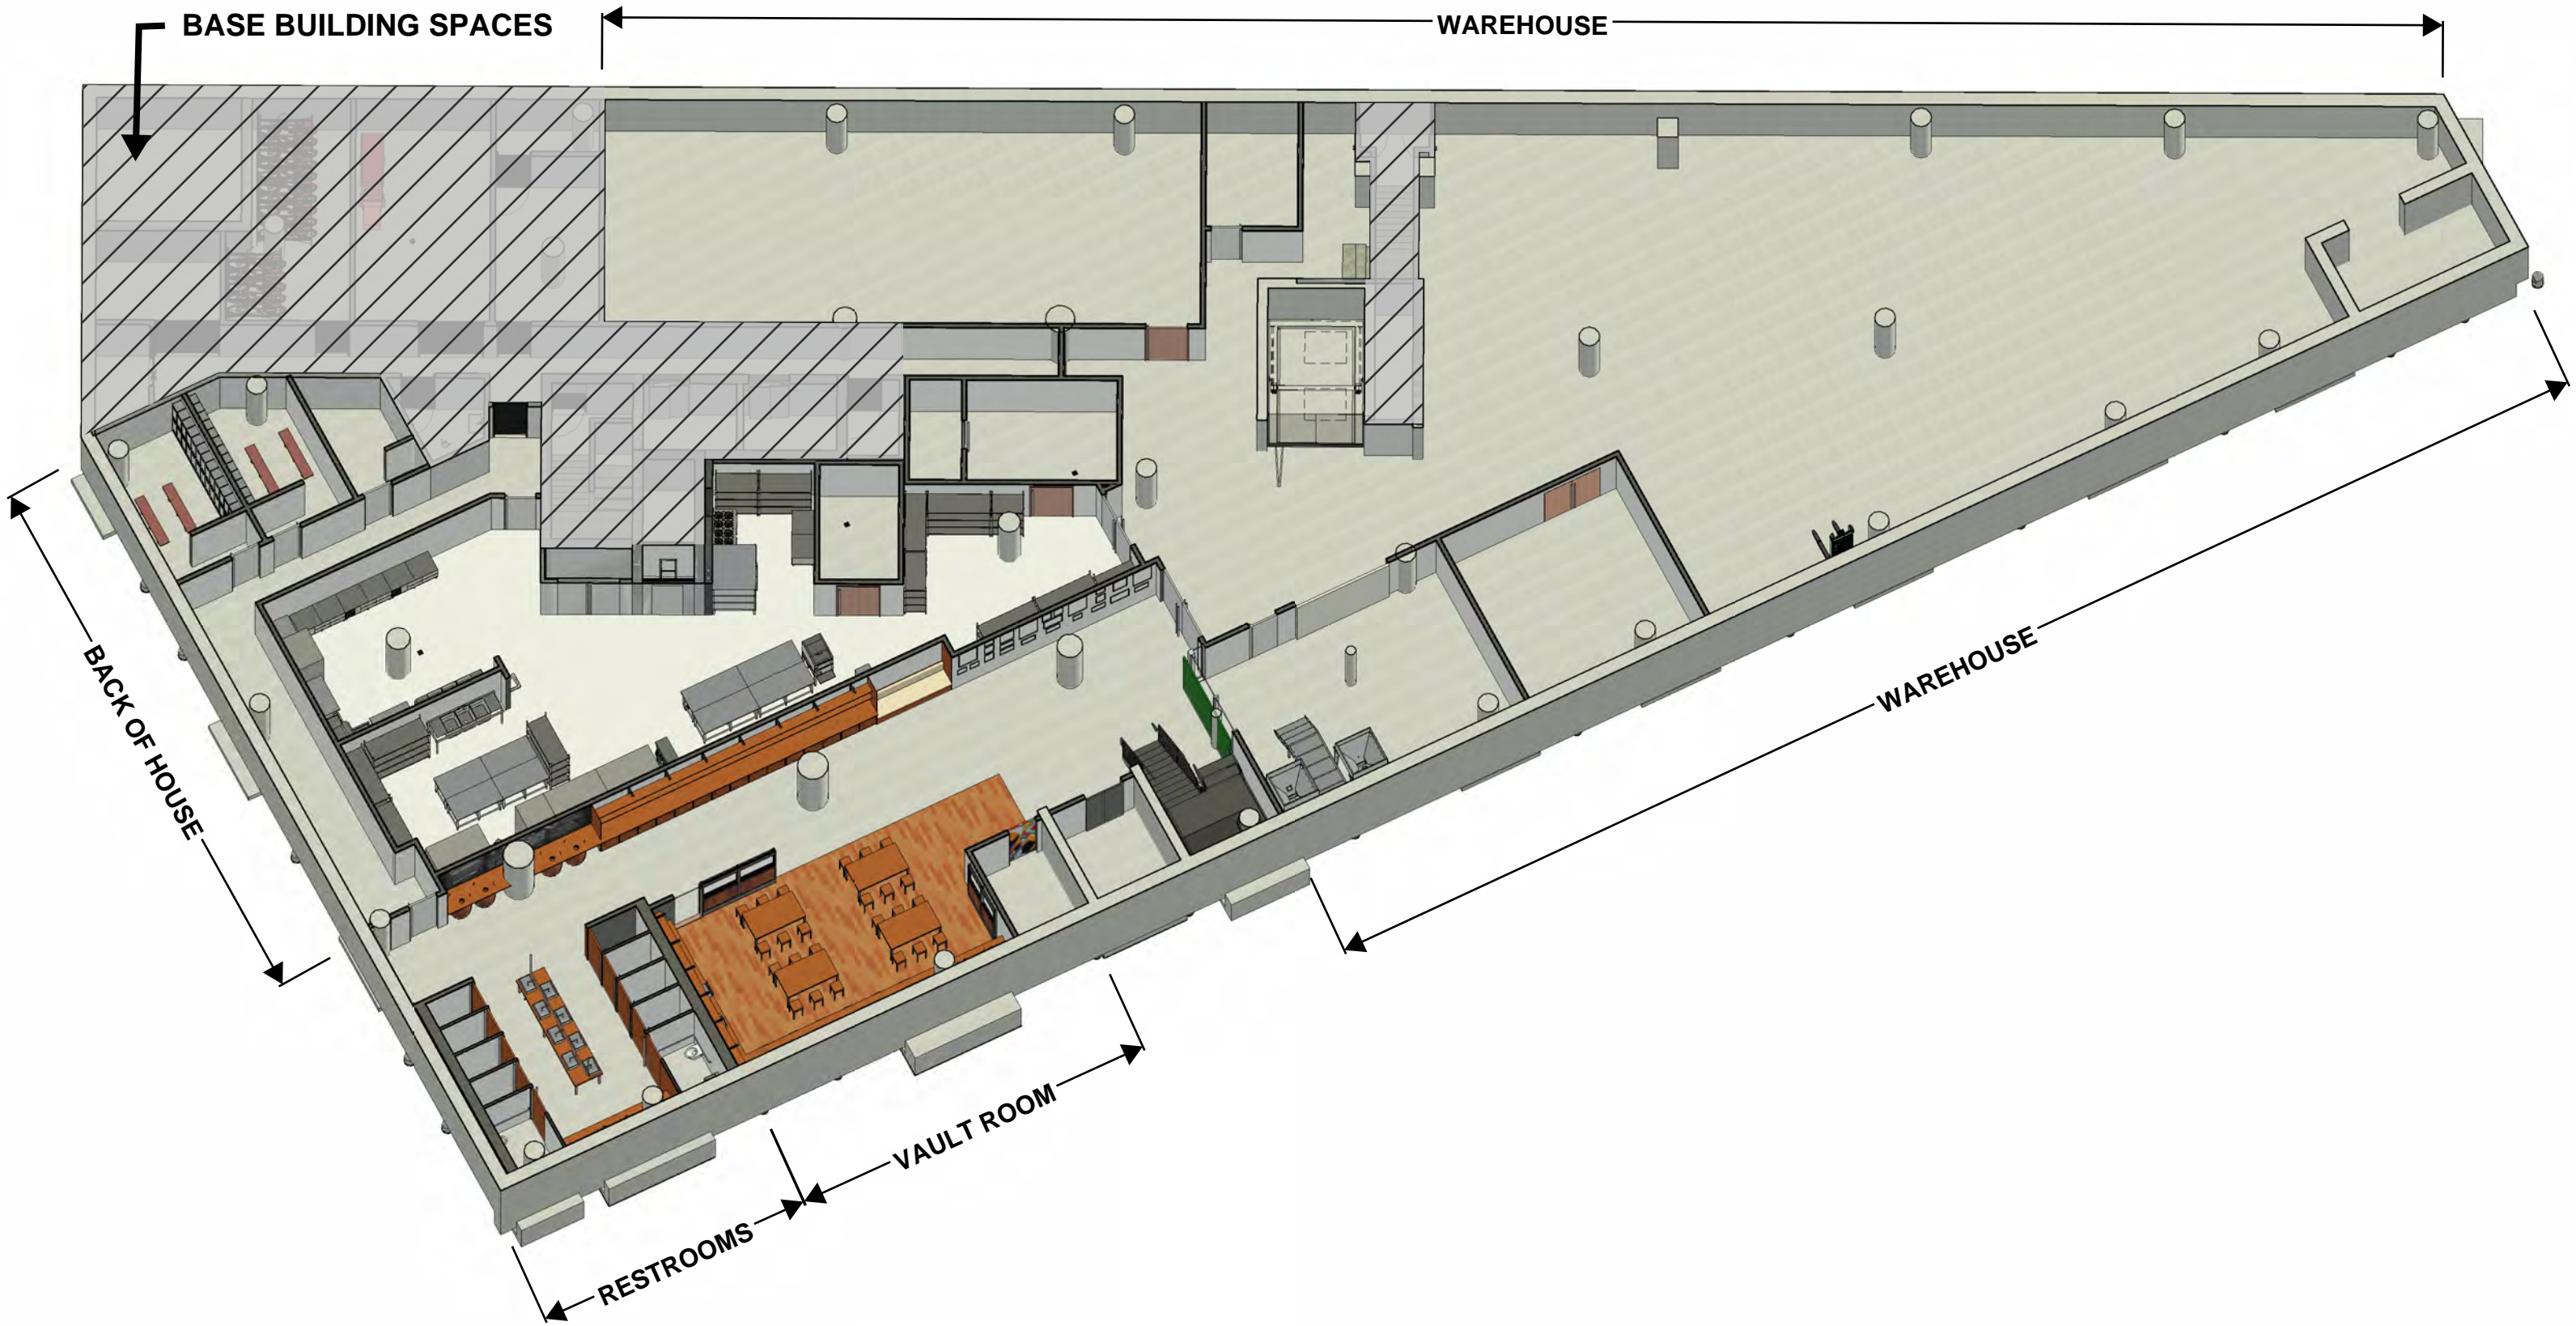 BASE BUILDING SPACES
WAREHOUSE
BACK OF HOUSE
WAREHOUSE
VAULT ROOM
RESTROOMS